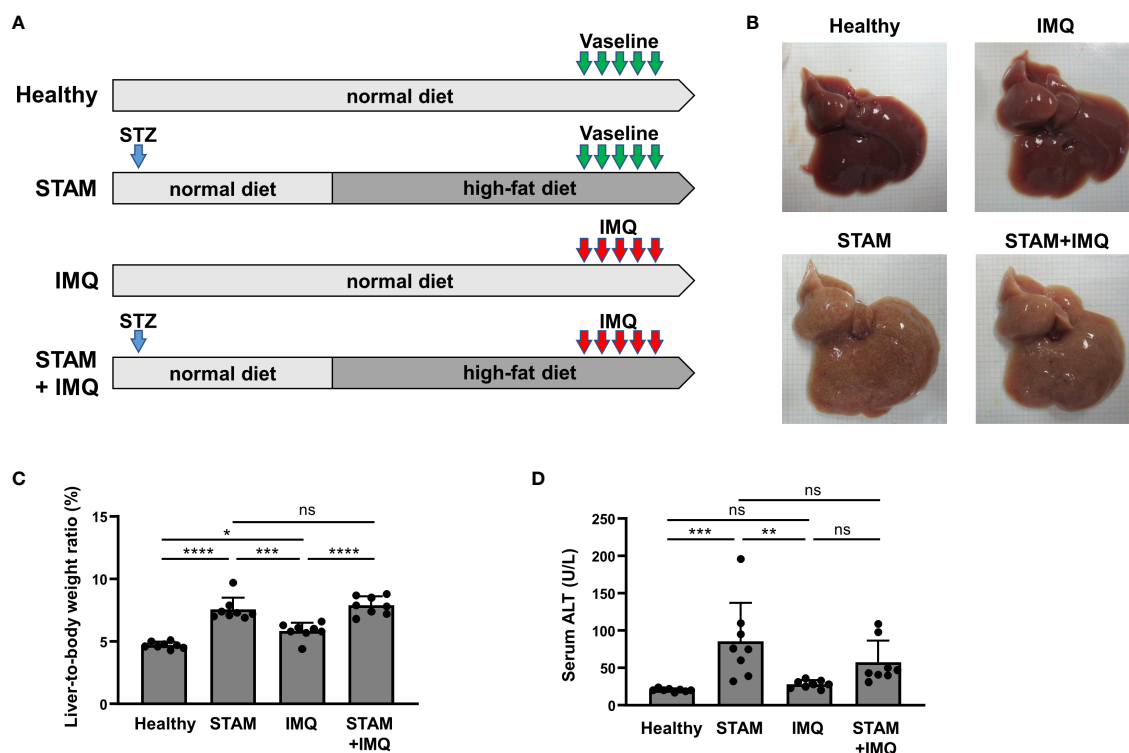 A
Vaseline
Healthy
normal diet
STZ
Vaseline
STAM
normal diet
high-fat diet
IMQ
IMQ
normal diet
STZ
IMQ
STAM
+ IMQ
normal diet
high-fat diet
B
Healthy
IMQ
STAM
STAM+IMQ
C
Liver-to-body weight ratio (%)
15
10
5
0
ns
*
**** *** ****
Healthy
STAM
IMQ
STAM
+IMQ
D
Serum ALT (U/L)
250
200
150
100
50
0
ns
ns
*** ** ns
Healthy
STAM
IMQ
STAM
+IMQ